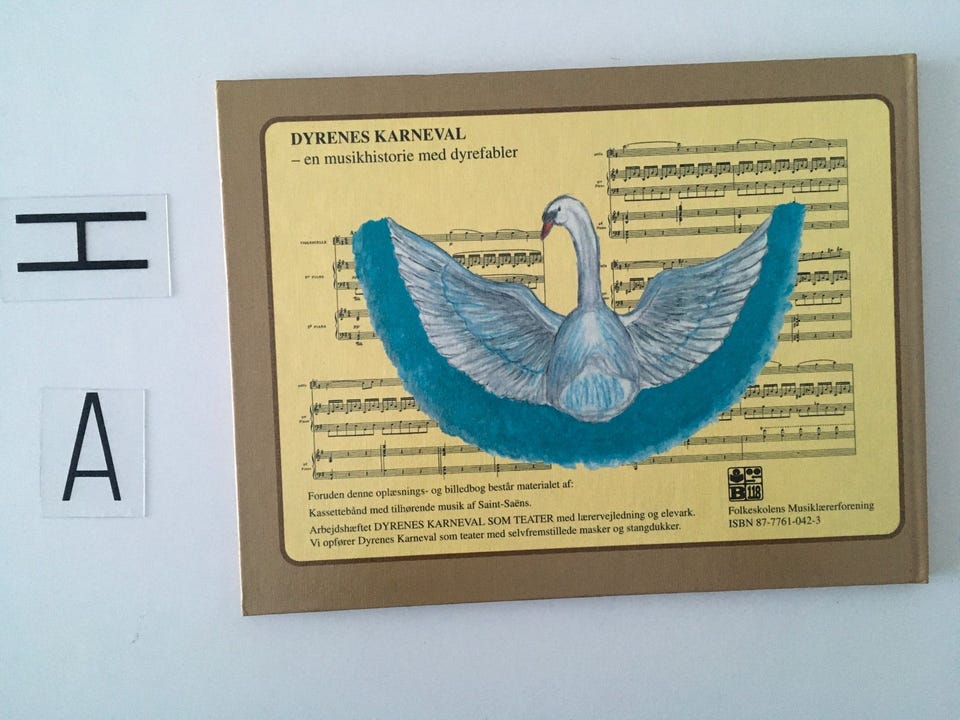 H
A
DYRENES KARNEVAL
– en musikhistorie med dyrefabler
VIOLONCELLE
Foruden denne oplæsnings- og billedbog består materialet af:
Kassettebånd med tilhørende musik af Saint-Saëns.
Arbejdshæftet DYRENES KARNEVAL SOM TEATER med lærervejledning og elevark.
Vi opfører Dyrenes Karneval som teater med selvfremstillede masker og stangdukker.
B 118
Folkeskolens Musiklærerforening
ISBN 87-7761-042-3